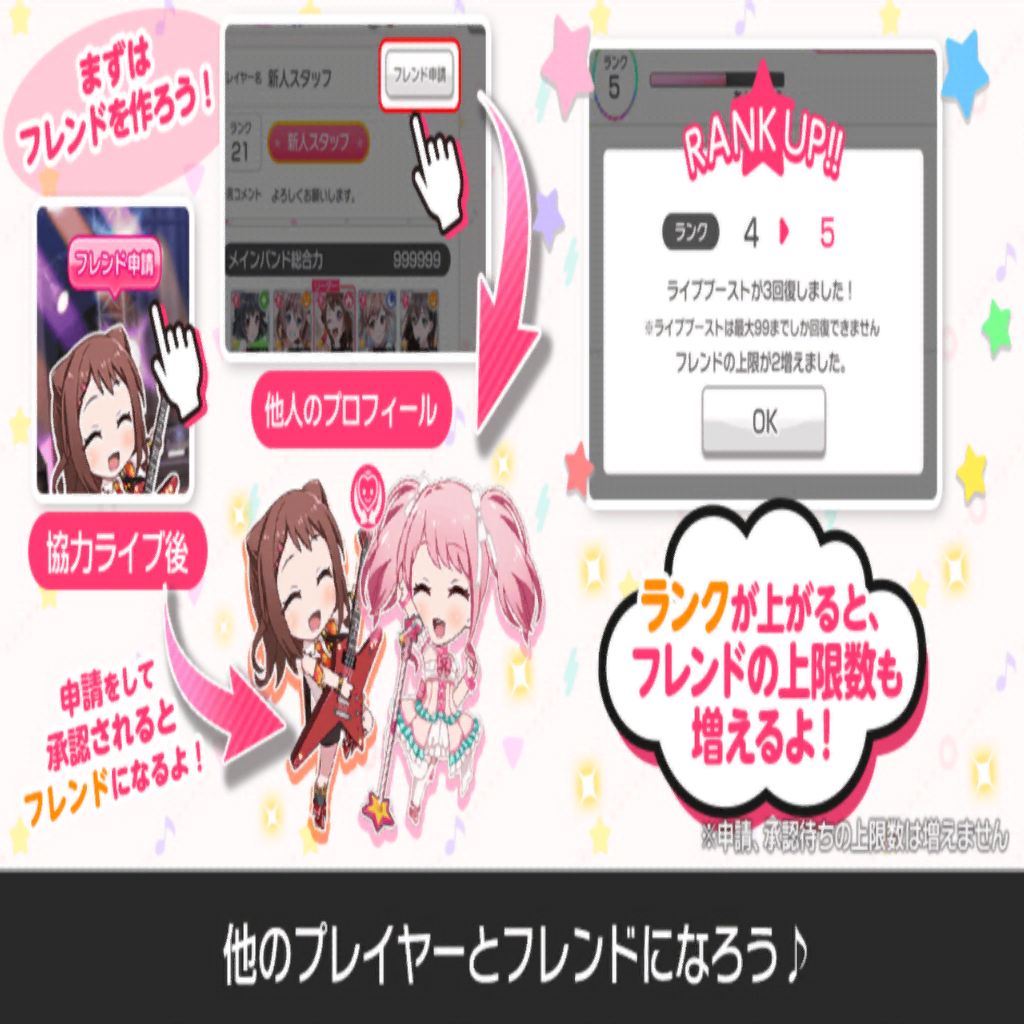 まずは
フレンドを作ろう！
レイヤー名 新人スタッフ
フレンド申請
ランク
21
新人スタッフ
コメント よろしくお願いします。
メインバンド総合力 999999
他人のプロフィール
フレンド申請
協力ライブ後
申請をして
承認されると
フレンドになるよ！
ランク
5
RANK UP!!
ランク 4 5
ライブブーストが3回復しました！
※ライブブーストは最大99までしか回復できません
フレンドの上限が2増えました。
OK
ランクが上がると、
フレンドの上限数も
増えるよ！
※申請、承認待ちの上限数は増えません
他のプレイヤーとフレンドになろう♪